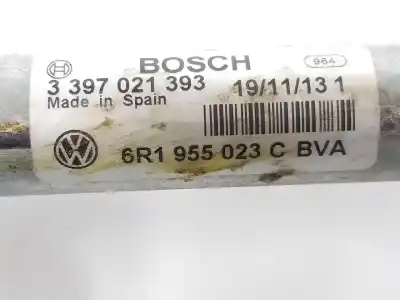 BOSCH 984
3 397 021 393 19/11/13 1
Made in Spain
6R1 955 023 C BVA